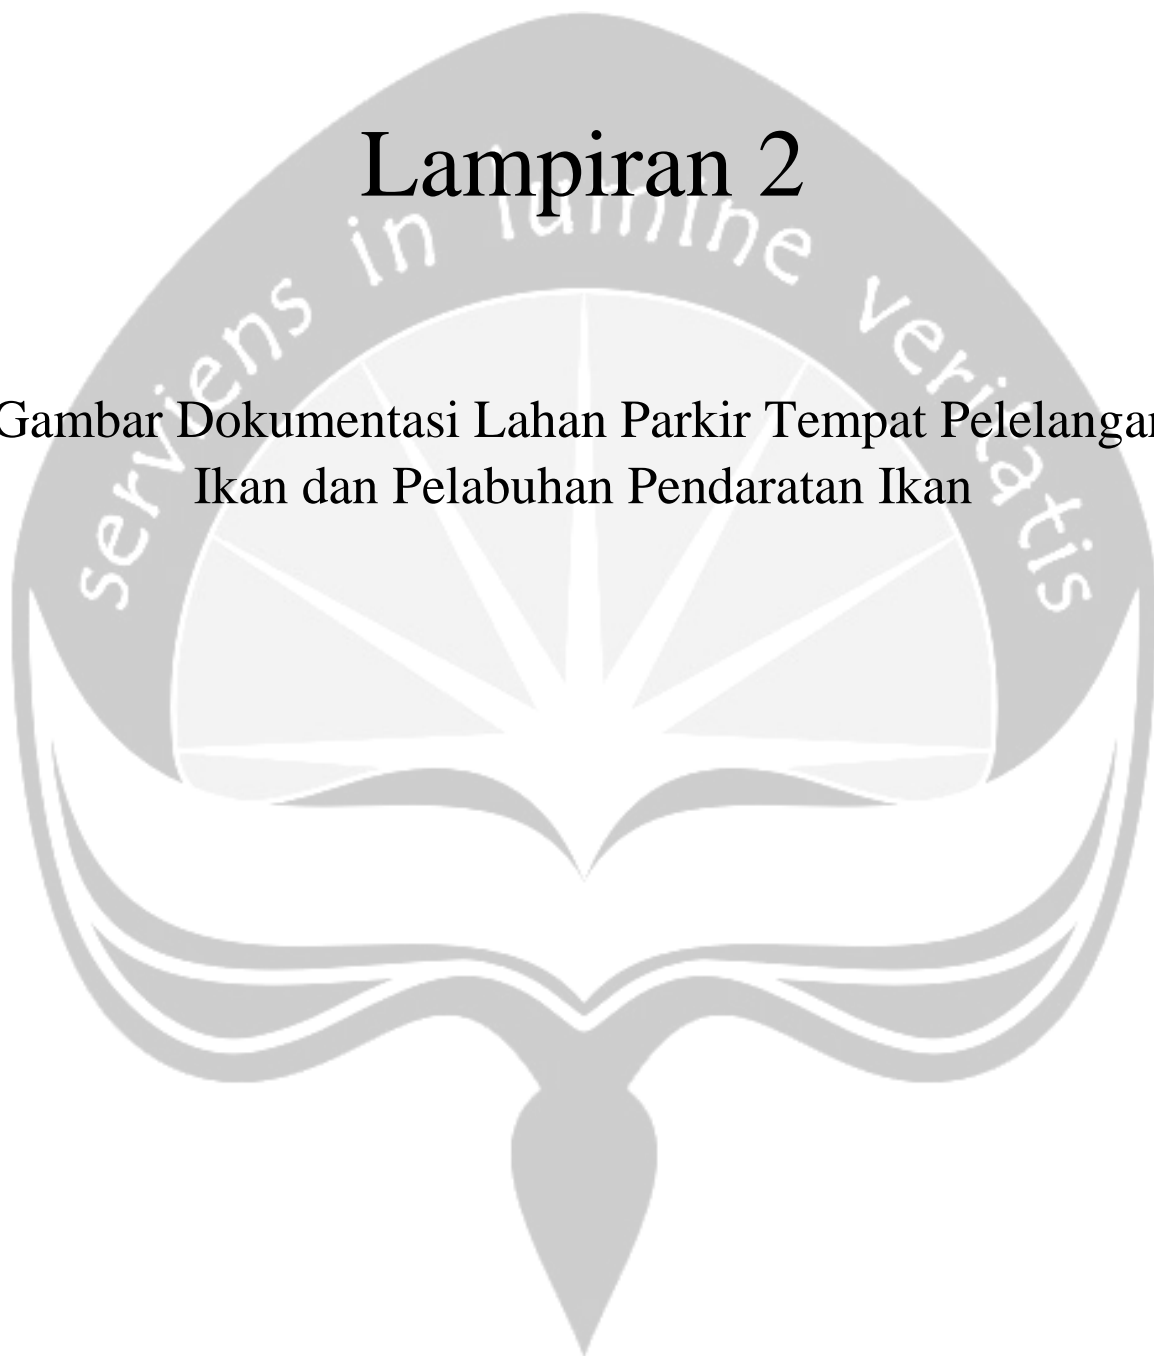 Lampiran 2
serviens in lumine veritatis
Gambar Dokumentasi Lahan Parkir Tempat Pelelangan
Ikan dan Pelabuhan Pendaratan Ikan